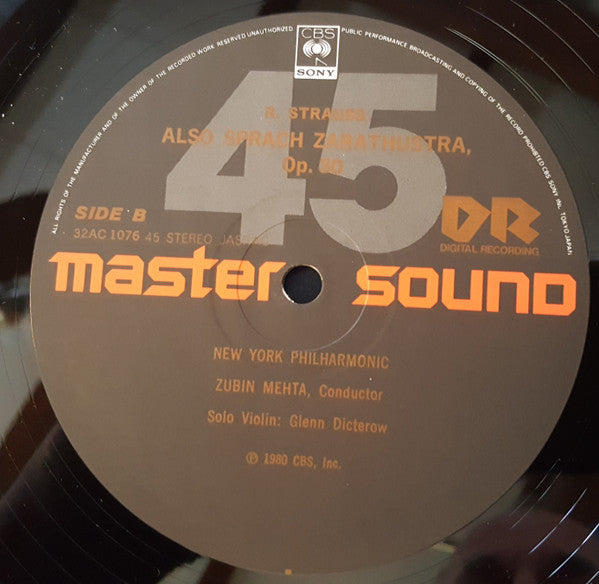 ALL RIGHTS OF THE MANUFACTURER AND OF THE OWNER OF THE RECORDED WORK RESERVED UNAUTHORIZED PUBLIC PERFORMANCE, BROADCASTING AND COPYING OF THE RECORD PROHIBITED CBS SONY INC. TOKYO JAPAN.
CBS
SONY
45
R. STRAUSS
ALSO SPRACH ZARATHUSTRA,
Op. 30
SIDE B
32AC 1076 45 STEREO
DR
DIGITAL RECORDING
master sound
NEW YORK PHILHARMONIC
ZUBIN MEHTA, Conductor
Solo Violin: Glenn Dicterow
℗ 1980 CBS, Inc.